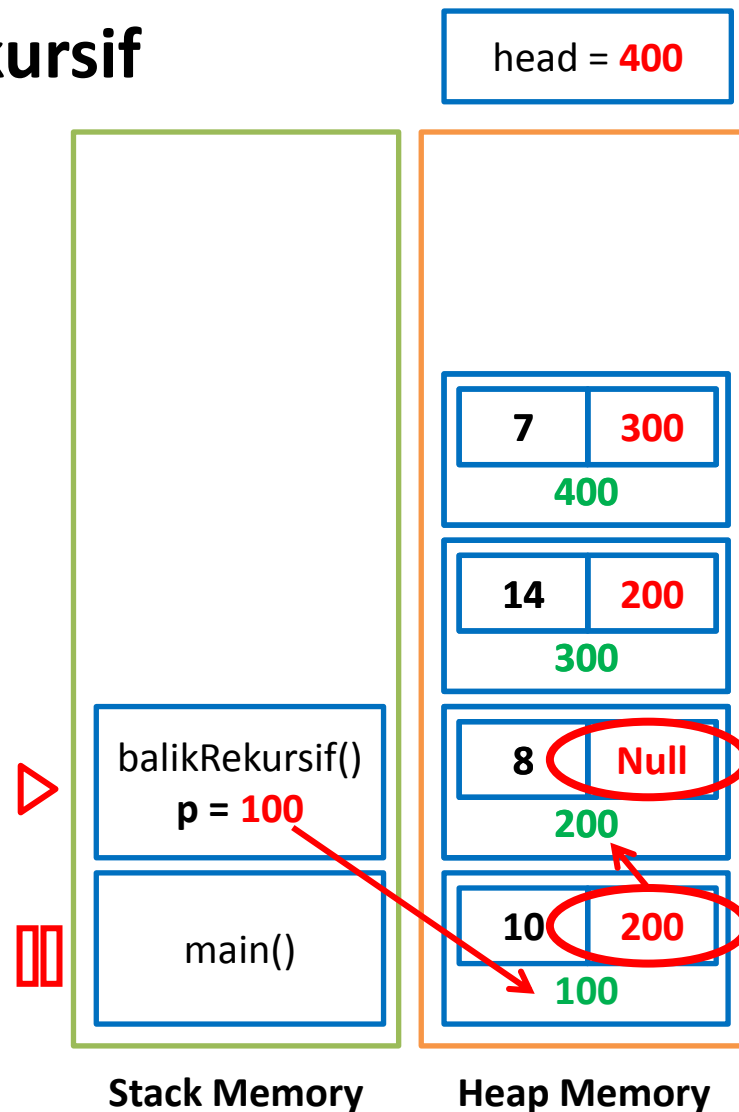 kursif
head = 400
7 300
400
14 200
300
balikRekursif()
p = 100
8 Null
200
main()
10 200
100
Stack Memory
Heap Memory